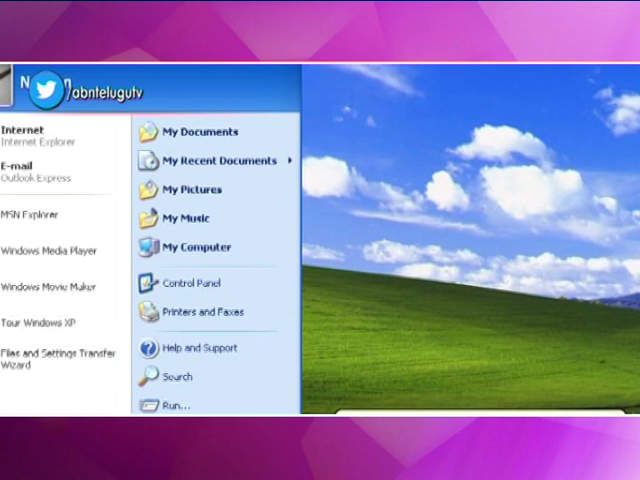 /abntelugutv
Internet
Internet Explorer
E-mail
Outlook Express
MSN Explorer
Windows Media Player
Windows Movie Maker
Tour Windows XP
Files and Settings Transfer
Wizard
My Documents
My Recent Documents
My Pictures
My Music
My Computer
Control Panel
Printers and Faxes
Help and Support
Search
Run...